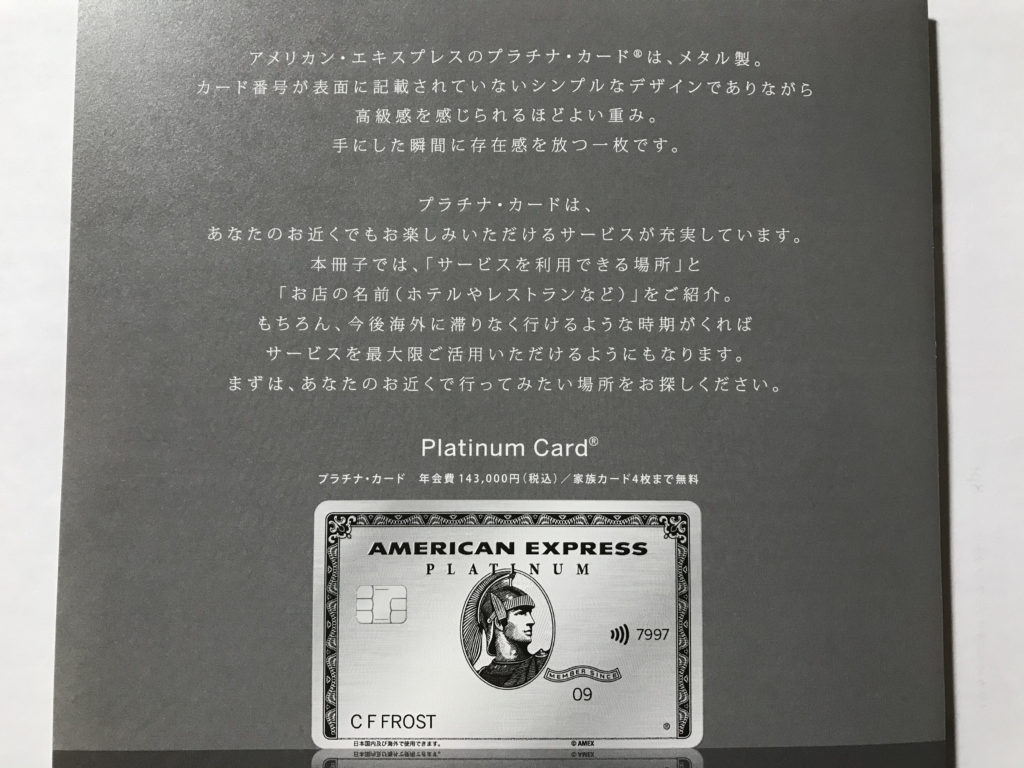 アメリカン・エキスプレスのプラチナ・カード®は、メタル製。
カード番号が表面に記載されていないシンプルなデザインでありながら
高級感を感じられるほどよい重み。
手にした瞬間に存在感を放つ一枚です。
プラチナ・カードは、
あなたのお近くでもお楽しみいただけるサービスが充実しています。
本冊子では、「サービスを利用できる場所」と
「お店の名前(ホテルやレストランなど)」をご紹介。
もちろん、今後海外に滞りなく行けるような時期がくれば
サービスを最大限ご活用いただけるようにもなります。
まずは、あなたのお近くで行ってみたい場所をお探しください。
Platinum Card®
プラチナ・カード 年会費143,000円(税込)/家族カード4枚まで無料
AMERICAN EXPRESS
PLATINUM
7997
MEMBER SINCE
09
C F FROST
®
日本国内及び海外で使用できます。
© AMEX